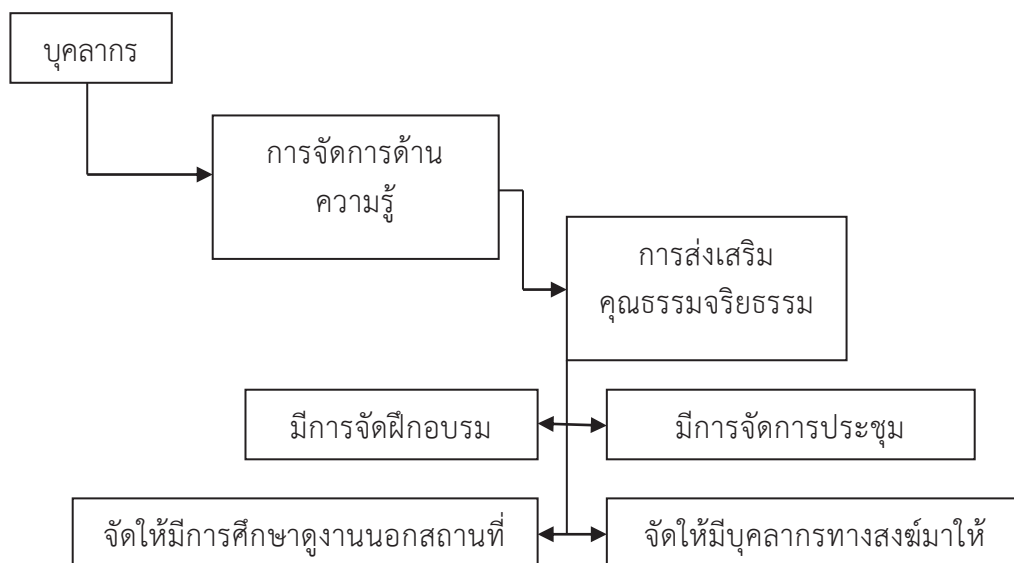 บุคลากร
การจัดการด้าน
ความรู้
การส่งเสริม
คุณธรรมจริยธรรม
มีการจัดฝึกอบรม
มีการจัดการประชุม
จัดให้มีการศึกษาดูงานนอกสถานที่
จัดให้มีบุคลากรทางสงฆ์มาให้